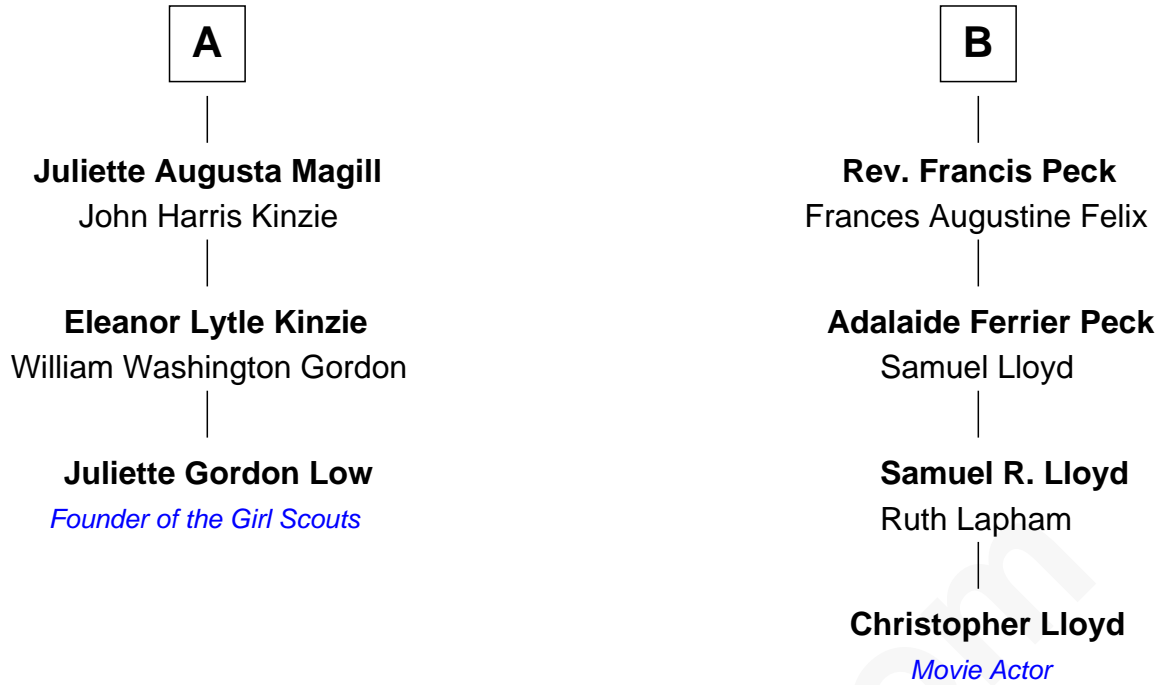 A
Juliette Augusta Magill
John Harris Kinzie
Eleanor Lytle Kinzie
William Washington Gordon
Juliette Gordon Low
Founder of the Girl Scouts
B
Rev. Francis Peck
Frances Augustine Felix
Adalaide Ferrier Peck
Samuel Lloyd
Samuel R. Lloyd
Ruth Lapham
Christopher Lloyd
Movie Actor